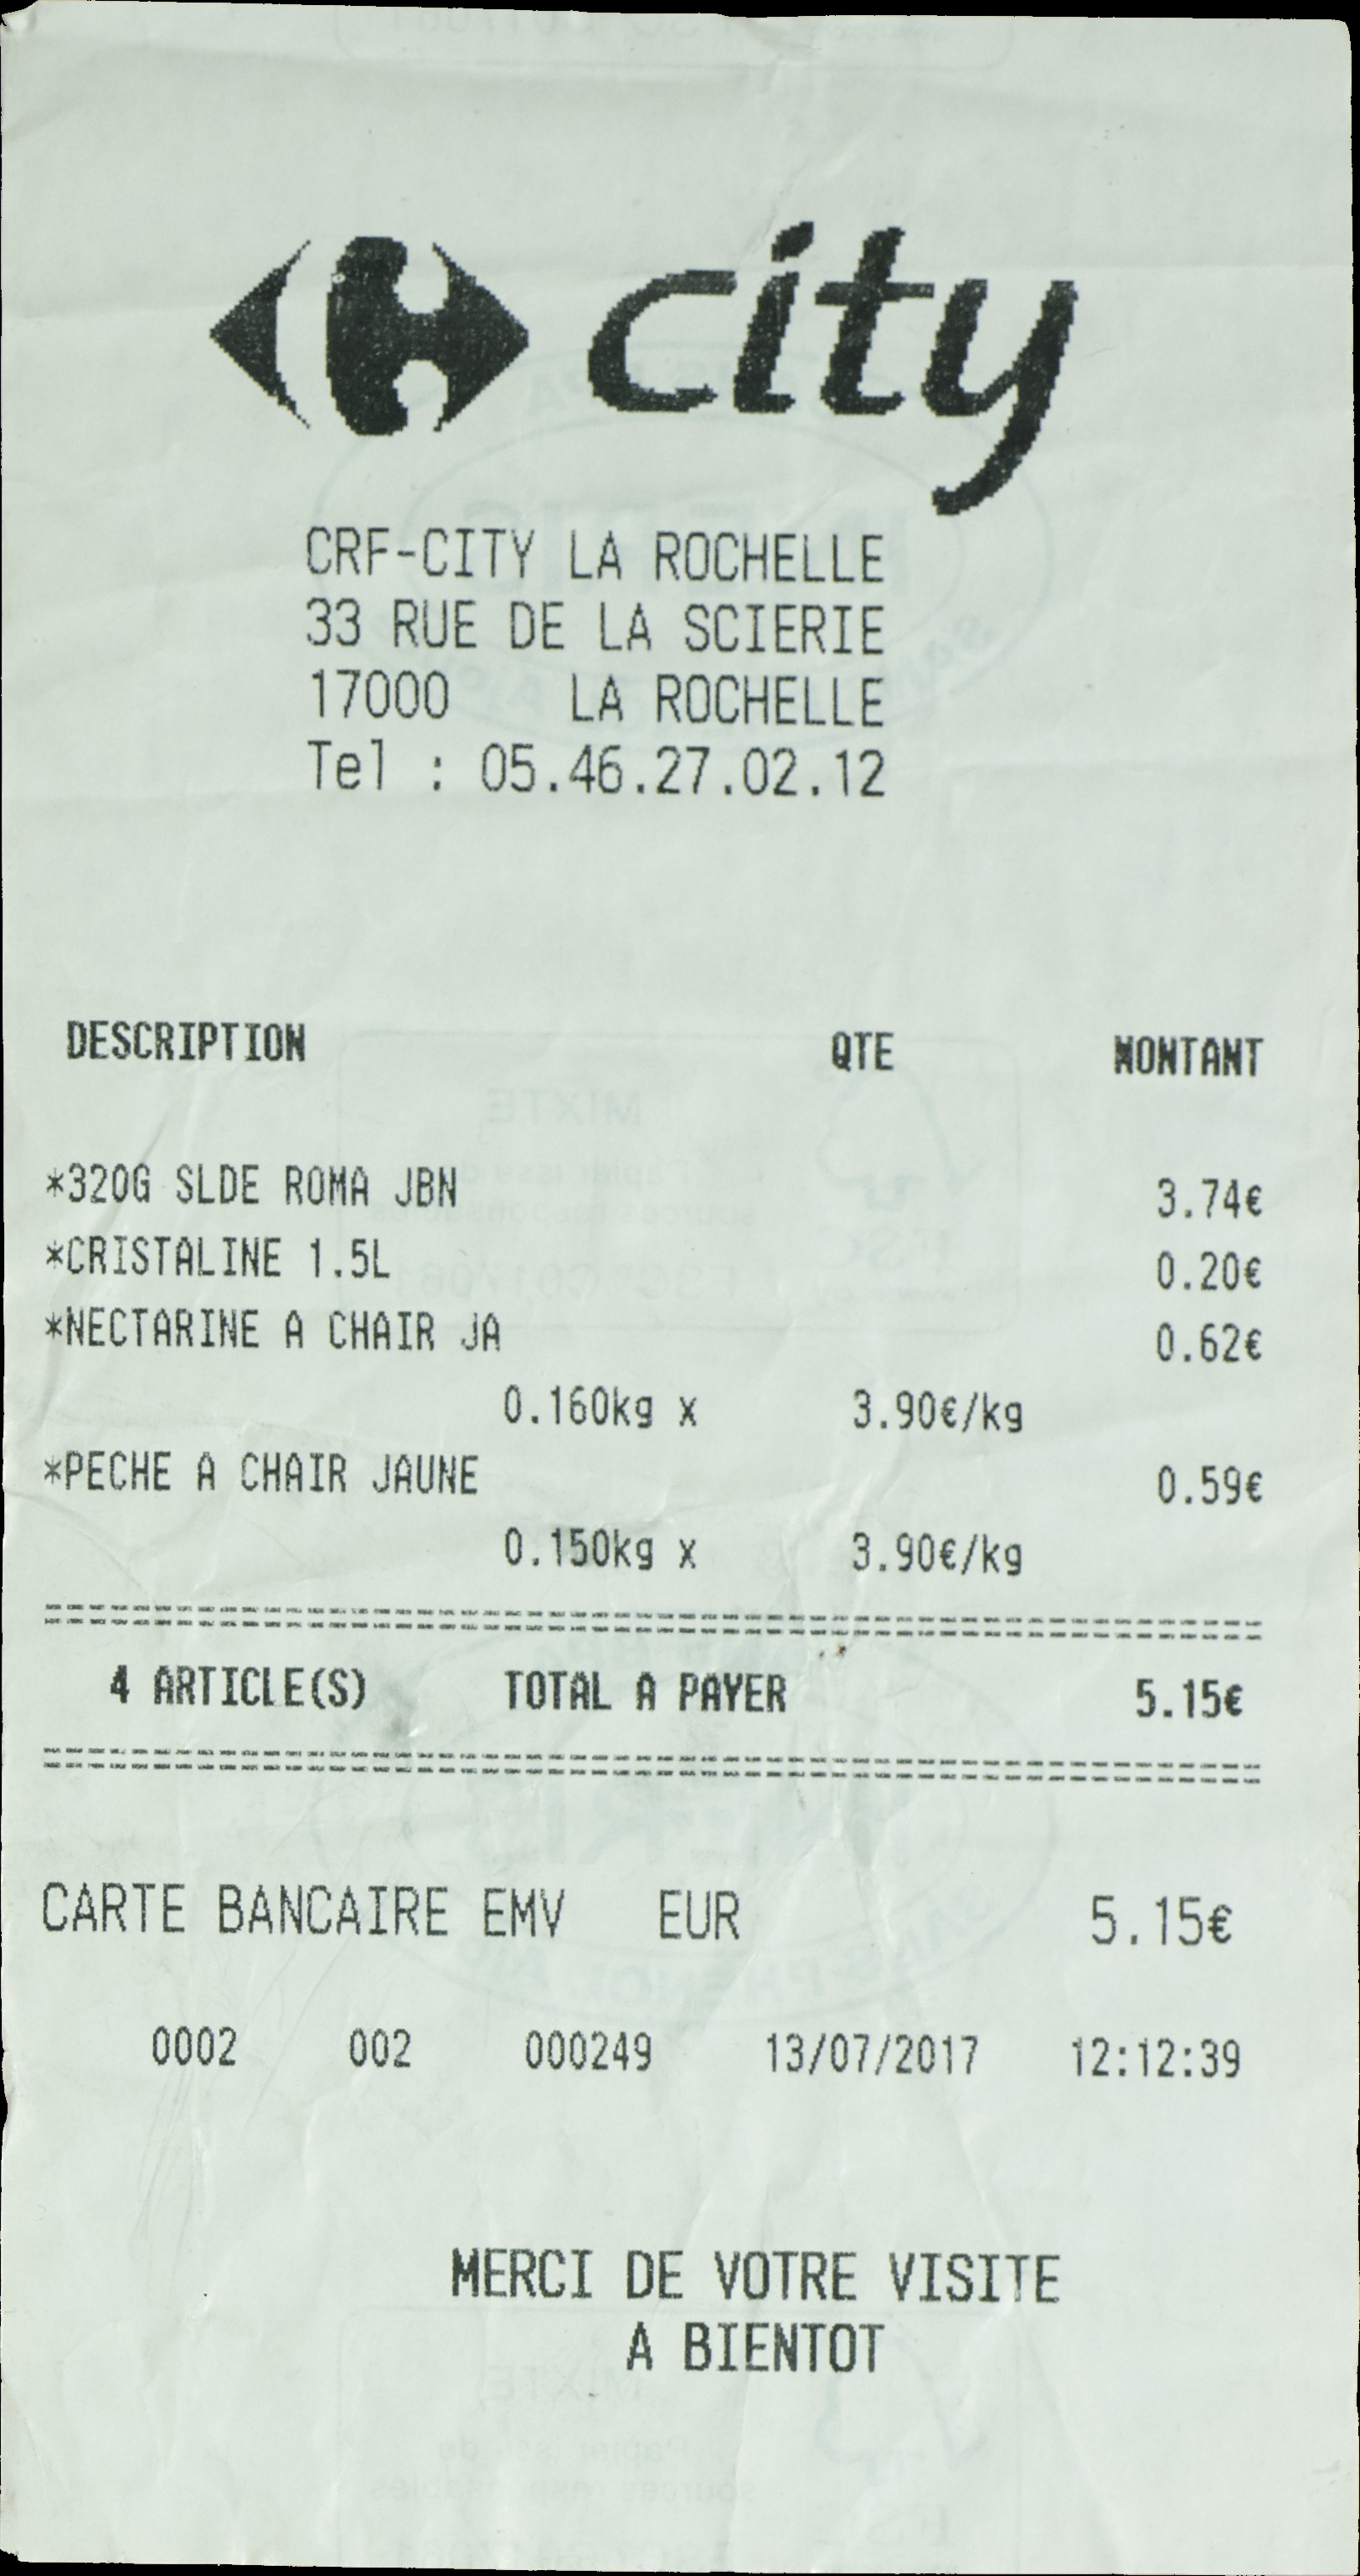 city
CRF-CITY LA ROCHELLE
33 RUE DE LA SCIERIE
17000 LA ROCHELLE
Tel : 05.46.27.02.12
DESCRIPTION QTE MONTANT
*320G SLDE ROMA JBN 3.74€
*CRISTALINE 1.5L 0.20€
*NECTARINE A CHAIR JA 0.62€
0.160kg x 3.90€/kg
*PECHE A CHAIR JAUNE 0.59€
0.150kg x 3.90€/kg
4 ARTICLE(S) TOTAL A PAYER 5.15€
CARTE BANCAIRE EMV EUR 5.15€
0002 002 000249 13/07/2017 12:12:39
MERCI DE VOTRE VISITE
A BIENTOT